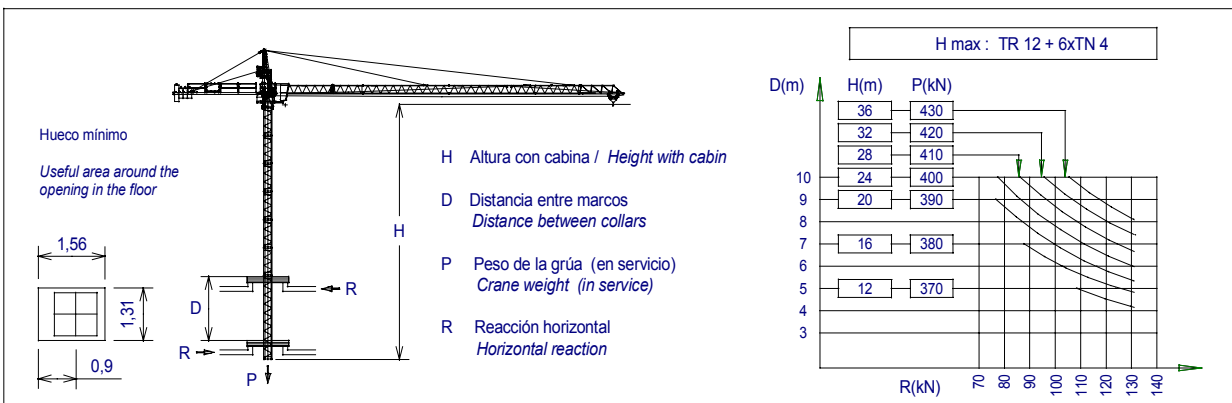 H max : TR 12 + 6xTN 4
D(m) H(m) P(kN)
36 430
32 420
28 410
10 24 400
9 20 390
8
7 16 380
6
5 12 370
4
3
R(kN) 70 80 90 100 110 120 130 140
Hueco mínimo
Useful area around the
opening in the floor
1,56
1,31
0,9
H
D
R
R
P
H Altura con cabina / Height with cabin
D Distancia entre marcos
Distance between collars
P Peso de la grúa (en servicio)
Crane weight (in service)
R Reacción horizontal
Horizontal reaction